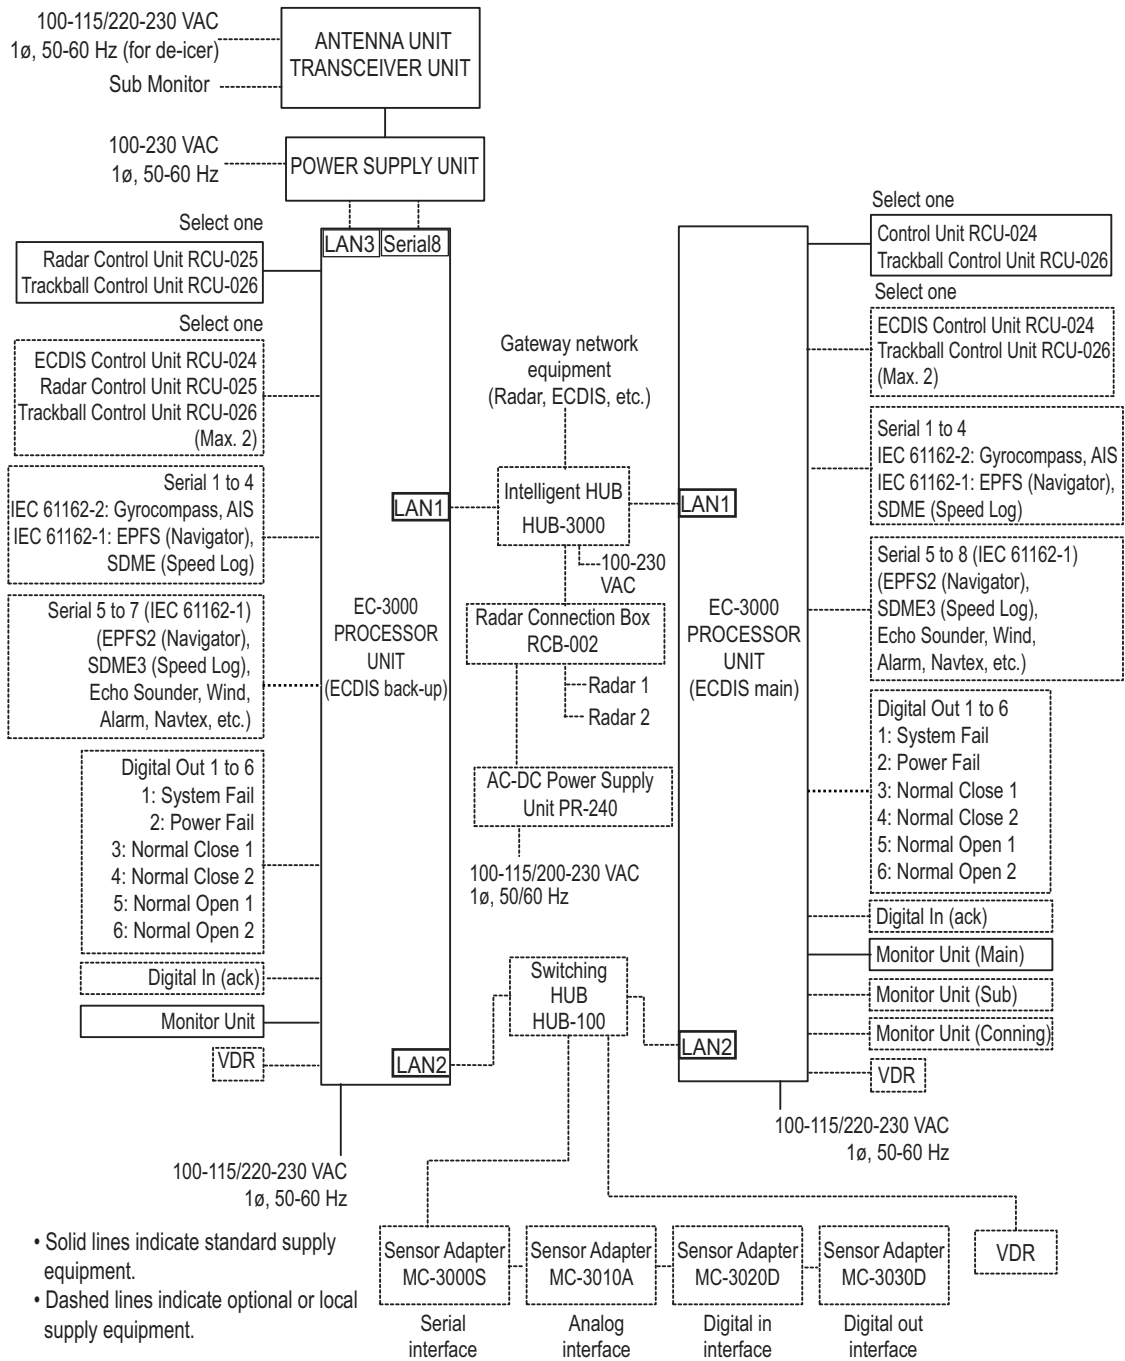 100-115/220-230 VAC
1ø, 50-60 Hz (for de-icer)
Sub Monitor
ANTENNA UNIT
TRANSCEIVER UNIT
100-230 VAC
1ø, 50-60 Hz
POWER SUPPLY UNIT
Select one
Radar Control Unit RCU-025
Trackball Control Unit RCU-026
Select one
ECDIS Control Unit RCU-024
Radar Control Unit RCU-025
Trackball Control Unit RCU-026
(Max. 2)
Serial 1 to 4
IEC 61162-2: Gyrocompass, AIS
IEC 61162-1: EPFS (Navigator),
SDME (Speed Log)
Serial 5 to 7 (IEC 61162-1)
(EPFS2 (Navigator),
SDME3 (Speed Log),
Echo Sounder, Wind,
Alarm, Navtex, etc.)
Digital Out 1 to 6
1: System Fail
2: Power Fail
3: Normal Close 1
4: Normal Close 2
5: Normal Open 1
6: Normal Open 2
Digital In (ack)
Monitor Unit
VDR
LAN3
Serial8
LAN1
EC-3000
PROCESSOR
UNIT
(ECDIS back-up)
LAN2
100-115/220-230 VAC
1ø, 50-60 Hz
Gateway network
equipment
(Radar, ECDIS, etc.)
Intelligent HUB
HUB-3000
100-230
VAC
Radar Connection Box
RCB-002
Radar 1
Radar 2
AC-DC Power Supply
Unit PR-240
100-115/200-230 VAC
1ø, 50/60 Hz
Switching
HUB
HUB-100
LAN1
EC-3000
PROCESSOR
UNIT
(ECDIS main)
LAN2
100-115/220-230 VAC
1ø, 50-60 Hz
Select one
Control Unit RCU-024
Trackball Control Unit RCU-026
Select one
ECDIS Control Unit RCU-024
Trackball Control Unit RCU-026
(Max. 2)
Serial 1 to 4
IEC 61162-2: Gyrocompass, AIS
IEC 61162-1: EPFS (Navigator),
SDME (Speed Log)
Serial 5 to 8 (IEC 61162-1)
(EPFS2 (Navigator),
SDME3 (Speed Log),
Echo Sounder, Wind,
Alarm, Navtex, etc.)
Digital Out 1 to 6
1: System Fail
2: Power Fail
3: Normal Close 1
4: Normal Close 2
5: Normal Open 1
6: Normal Open 2
Digital In (ack)
Monitor Unit (Main)
Monitor Unit (Sub)
Monitor Unit (Conning)
VDR
• Solid lines indicate standard supply
equipment.
• Dashed lines indicate optional or local
supply equipment.
Sensor Adapter
MC-3000S
Serial
interface
Sensor Adapter
MC-3010A
Analog
interface
Sensor Adapter
MC-3020D
Digital in
interface
Sensor Adapter
MC-3030D
Digital out
interface
VDR